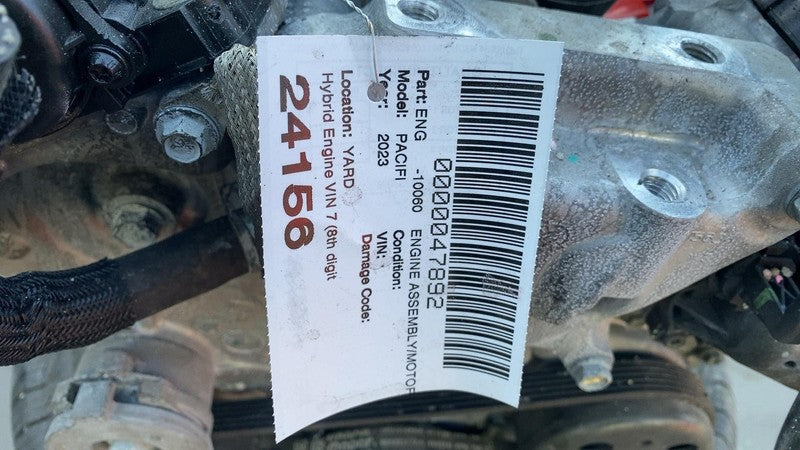 0000047892
Part: ENG -10060 ENGINE ASSEMBLY/MOTOR
Model: PACIFI Condition:
Year: 2023 VIN:
Damage Code:
Location: YARD
Hybrid Engine VIN 7 (8th digit
24156